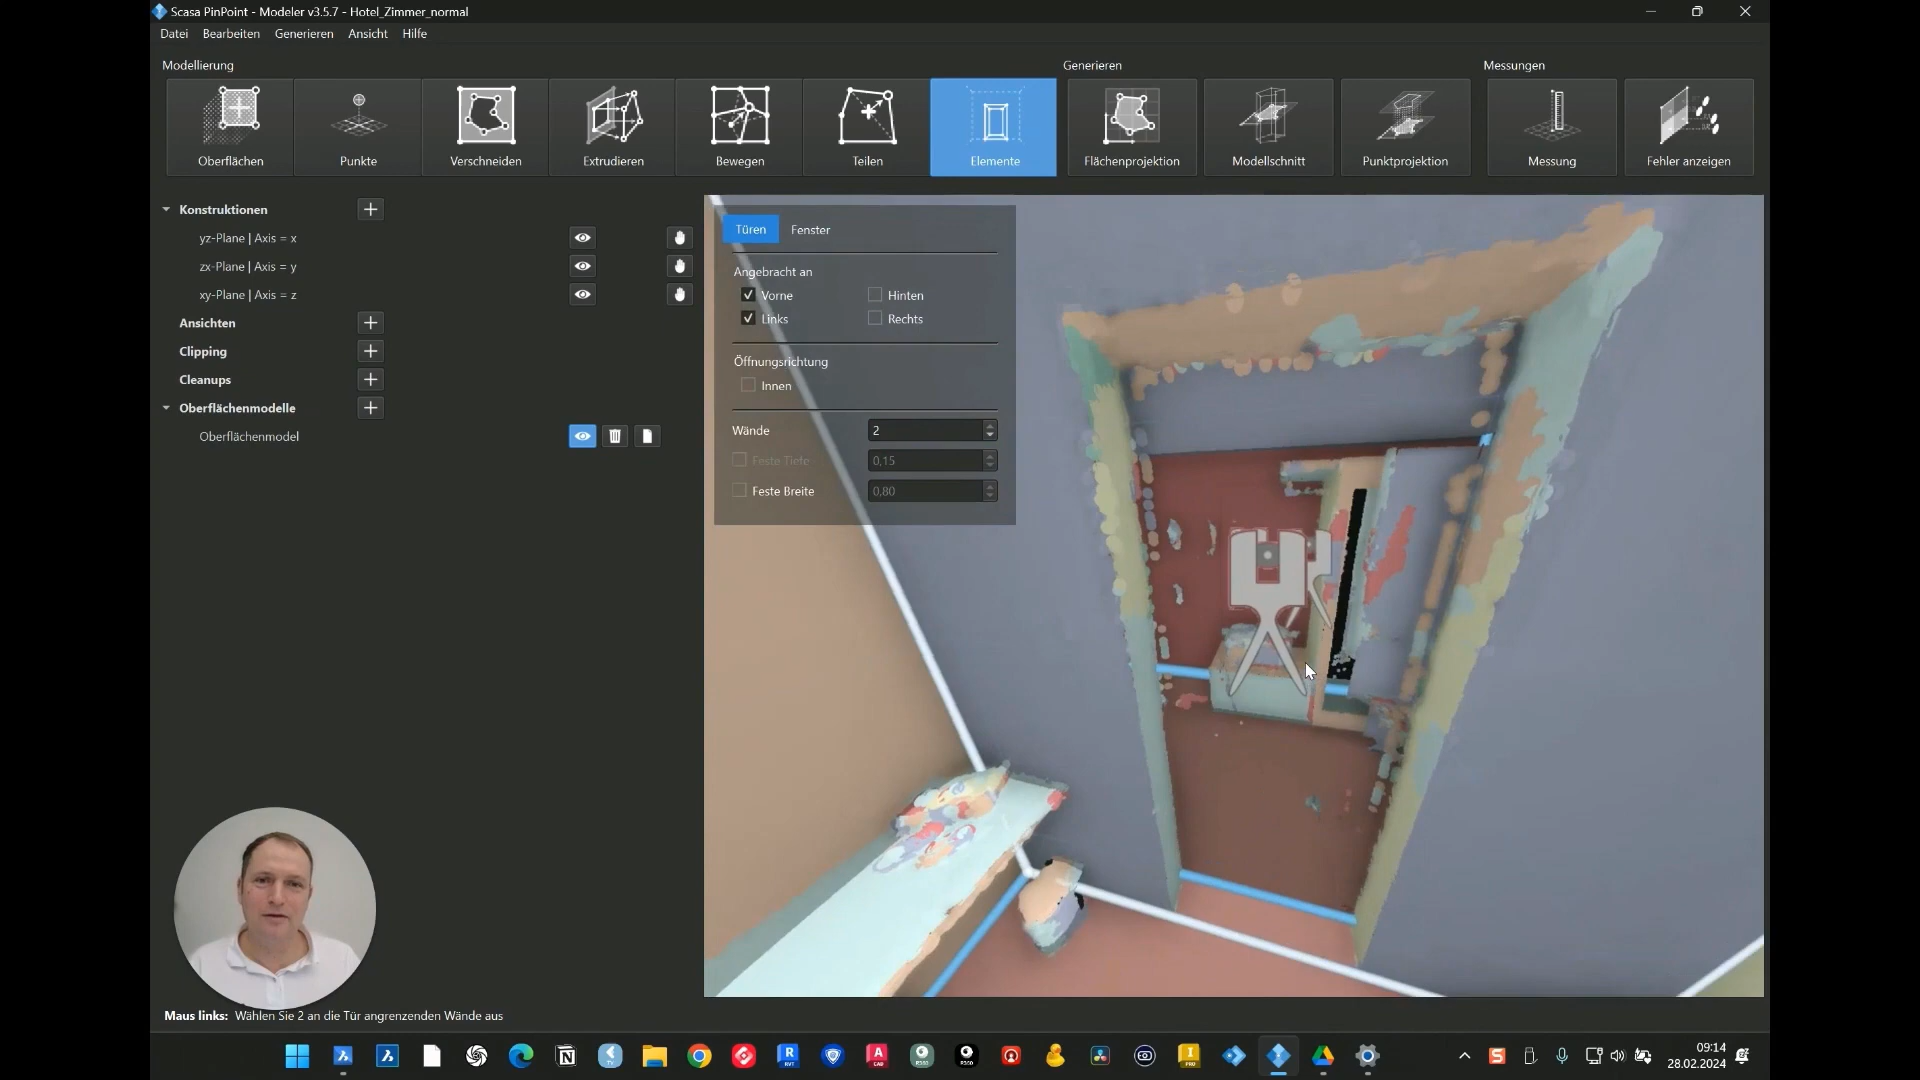 Scasa PinPoint - Modeler v3.5.7 - Hotel_Zimmer_normal
Datei Bearbeiten Generieren Ansicht Hilfe
Modellierung Generieren Messungen
Oberflächen Punkte Verschneiden Extrudieren Bewegen Teilen Elemente Flächenprojektion Modellschnitt Punktprojektion Messung Fehler anzeigen
Konstruktionen
yz-Plane | Axis = x
zx-Plane | Axis = y
xy-Plane | Axis = z
Ansichten
Clipping
Cleanups
Oberflächenmodelle
Oberflächenmodel
Türen Fenster
Angebracht an
Vorne Hinten
Links Rechts
Öffnungsrichtung
Innen
Wände 2
Feste Tiefe 0,15
Feste Breite 0,80
Maus links: Wählen Sie 2 an die Tür angrenzenden Wände aus
09:14
28.02.2024